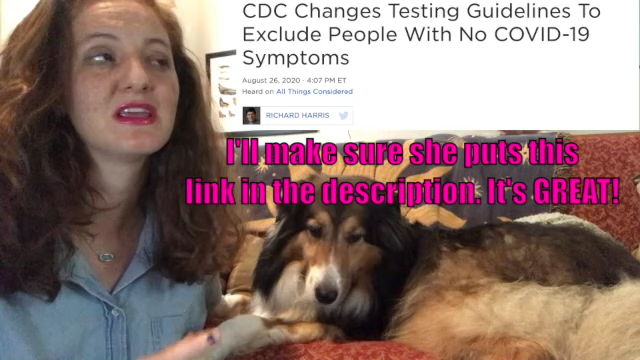 CDC Changes Testing Guidelines To
Exclude People With No COVID-19
Symptoms
August 26, 2020 · 4:07 PM ET
Heard on All Things Considered
RICHARD HARRIS
I'll make sure she puts this
link in the description. It's GREAT!